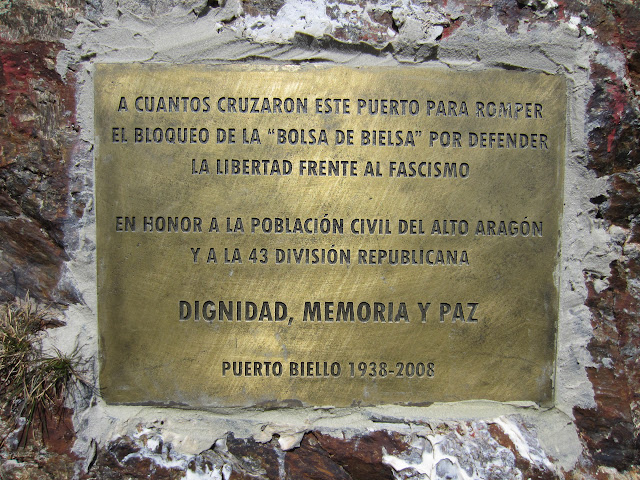 A CUANTOS CRUZARON ESTE PUERTO PARA ROMPER
EL BLOQUEO DE LA “BOLSA DE BIELSA” POR DEFENDER
LA LIBERTAD FRENTE AL FASCISMO
EN HONOR A LA POBLACIÓN CIVIL DEL ALTO ARAGÓN
Y A LA 43 DIVISIÓN REPUBLICANA
DIGNIDAD, MEMORIA Y PAZ
PUERTO BIELLO 1938-2008